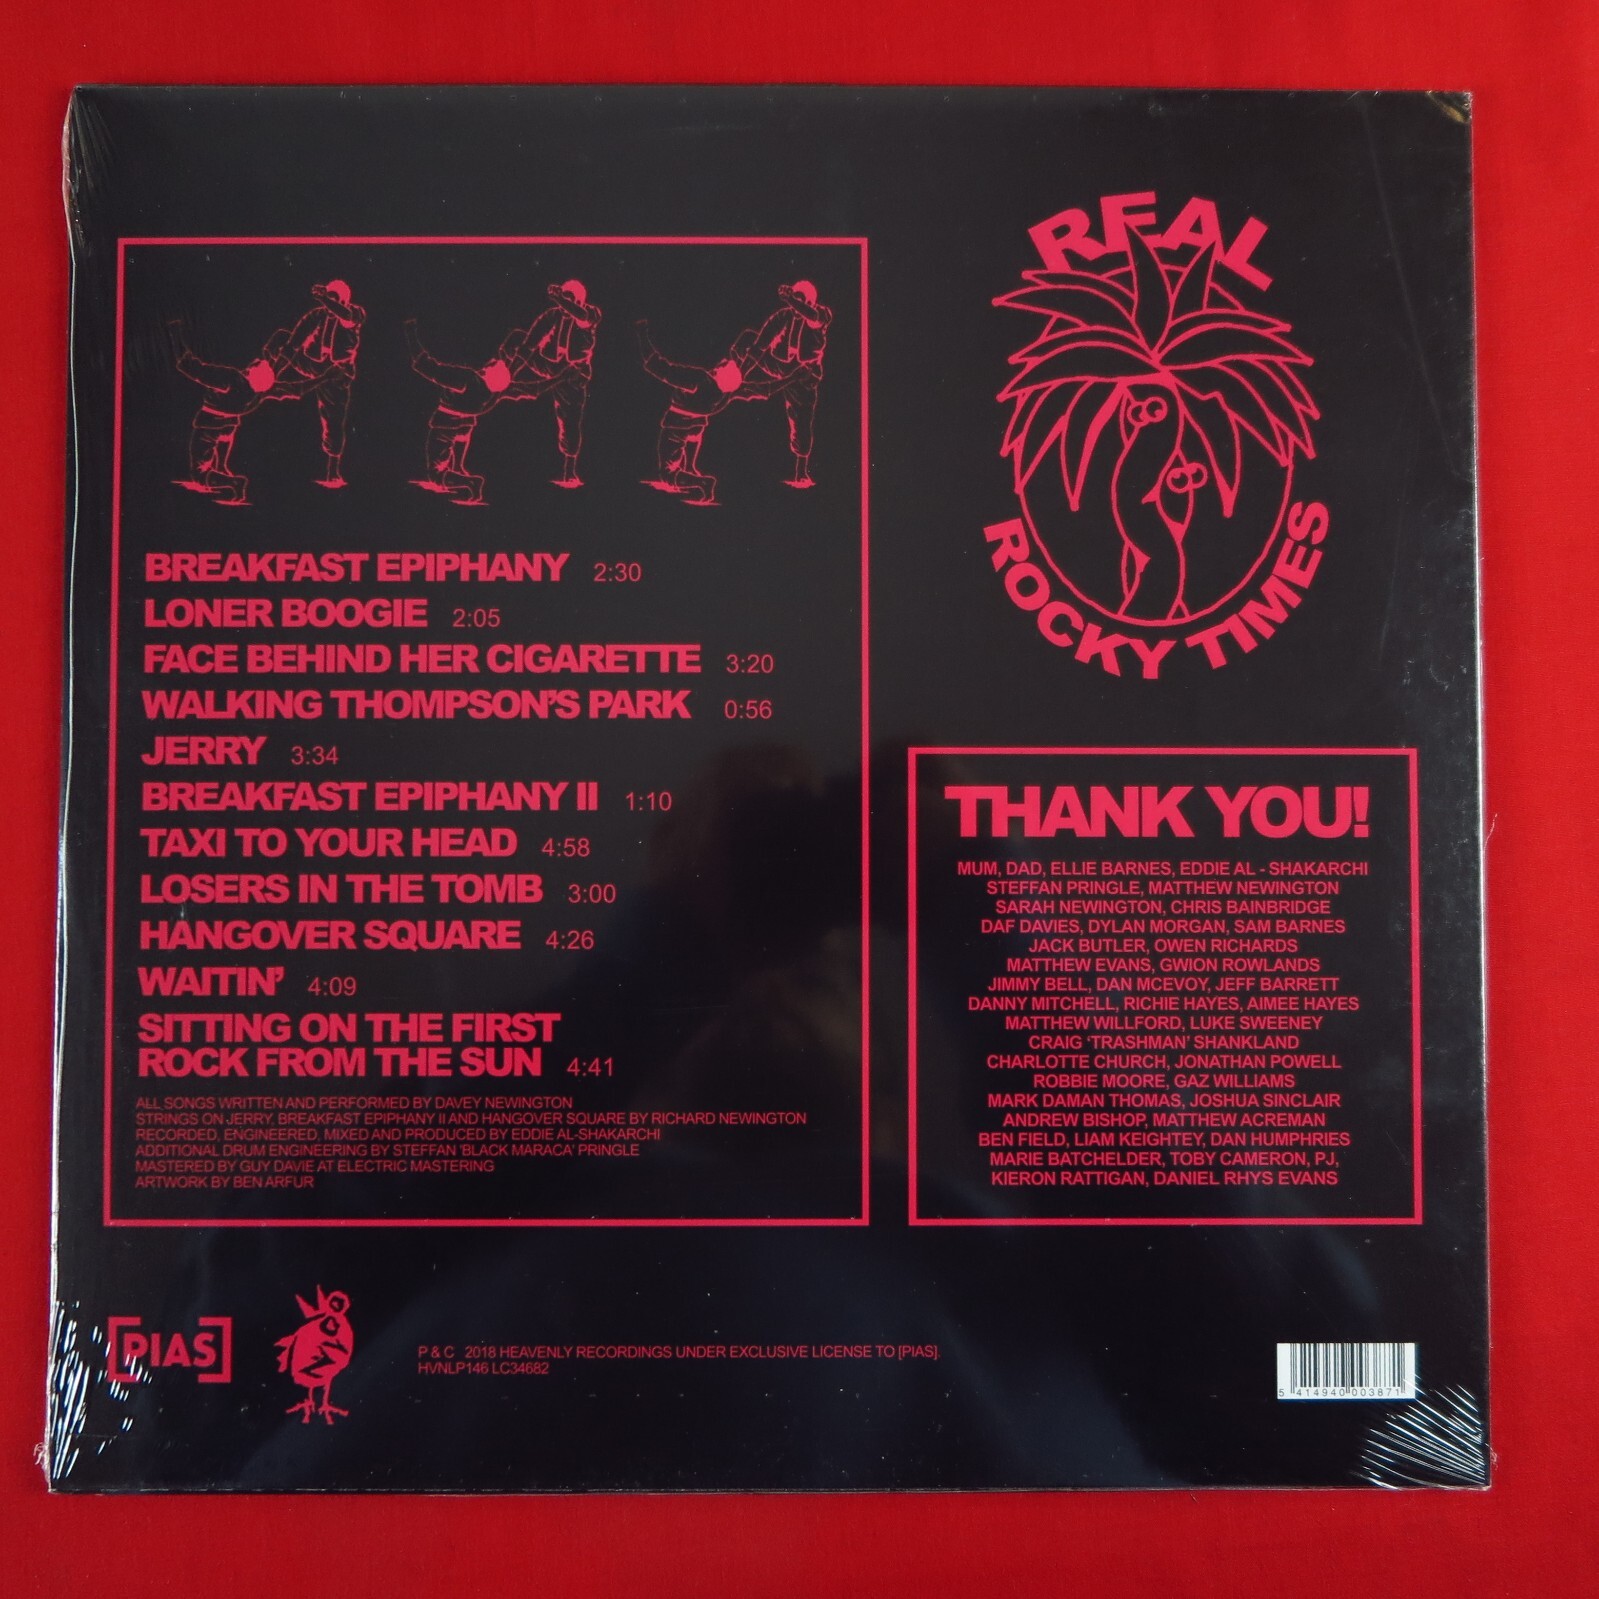 BREAKFAST EPIPHANY 2:30
LONER BOOGIE 2:05
FACE BEHIND HER CIGARETTE 3:20
WALKING THOMPSON'S PARK 0:56
JERRY 3:34
BREAKFAST EPIPHANY II 1:10
TAXI TO YOUR HEAD 4:58
LOSERS IN THE TOMB 3:00
HANGOVER SQUARE 4:26
WAITIN' 4:09
SITTING ON THE FIRST
ROCK FROM THE SUN 4:41
ALL SONGS WRITTEN AND PERFORMED BY DAVEY NEWINGTON
STRINGS ON JERRY, BREAKFAST EPIPHANY II AND HANGOVER SQUARE BY RICHARD NEWINGTON
RECORDED, ENGINEERED, MIXED AND PRODUCED BY EDDIE AL-SHAKARCHI
ADDITIONAL DRUM ENGINEERING BY STEFFAN 'BLACK MARACA' PRINGLE
MASTERED BY GUY DAVIE AT ELECTRIC MASTERING
ARTWORK BY BEN ARFUR
REAL
ROCKY TIMES
THANK YOU!
MUM, DAD, ELLIE BARNES, EDDIE AL - SHAKARCHI
STEFFAN PRINGLE, MATTHEW NEWINGTON
SARAH NEWINGTON, CHRIS BAINBRIDGE
DAF DAVIES, DYLAN MORGAN, SAM BARNES
JACK BUTLER, OWEN RICHARDS
MATTHEW EVANS, GWION ROWLANDS
JIMMY BELL, DAN MCEVOY, JEFF BARRETT
DANNY MITCHELL, RICHIE HAYES, AIMEE HAYES
MATTHEW WILLFORD, LUKE SWEENEY
CRAIG 'TRASHMAN' SHANKLAND
CHARLOTTE CHURCH, JONATHAN POWELL
ROBBIE MOORE, GAZ WILLIAMS
MARK DAMAN THOMAS, JOSHUA SINCLAIR
ANDREW BISHOP, MATTHEW ACREMAN
BEN FIELD, LIAM KEIGHTEY, DAN HUMPHRIES
MARIE BATCHELDER, TOBY CAMERON, PJ,
KIERON RATTIGAN, DANIEL RHYS EVANS
[PIAS]
P & C 2018 HEAVENLY RECORDINGS UNDER EXCLUSIVE LICENSE TO [PIAS].
HVNLP146 LC34682
5 414940 003871